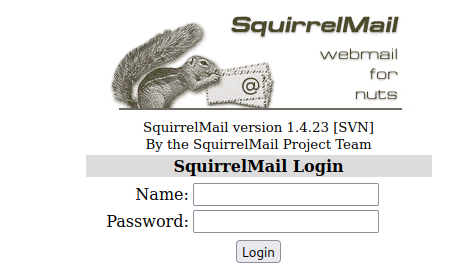 SquirrelMail
webmail
for
nuts
@
SquirrelMail version 1.4.23 [SVN]
By the SquirrelMail Project Team
SquirrelMail Login
Name:
Password:
Login